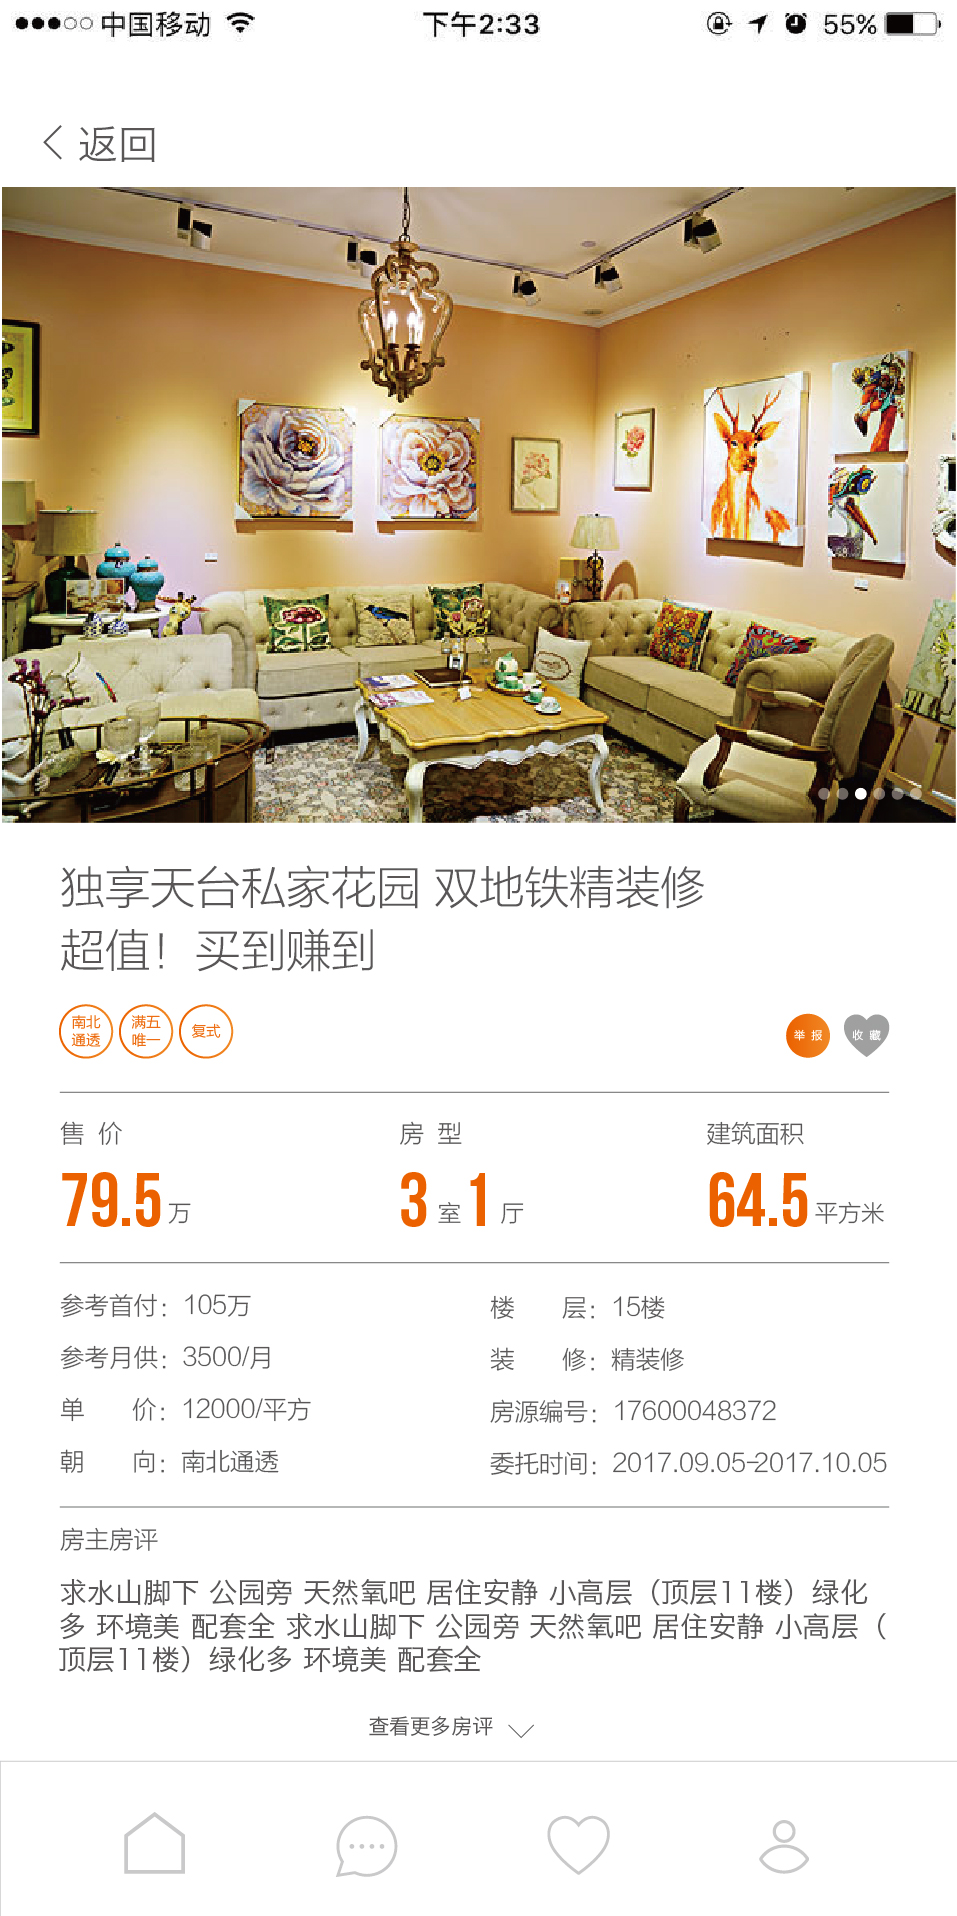 中国移动 下午2:33 55%
返回
独享天台私家花园 双地铁精装修
超值！买到赚到
南北
通透
满五
唯一
复式
举报 收藏
售价 房型 建筑面积
79.5万 3室1厅 64.5平方米
参考首付：105万 楼层：15楼
参考月供：3500/月 装修：精装修
单价：12000/平方 房源编号：17600048372
朝向：南北通透 委托时间：2017.09.05-2017.10.05
房主房评
求水山脚下 公园旁 天然氧吧 居住安静 小高层（顶层11楼）绿化
多 环境美 配套全 求水山脚下 公园旁 天然氧吧 居住安静 小高层（
顶层11楼）绿化多 环境美 配套全
查看更多房评